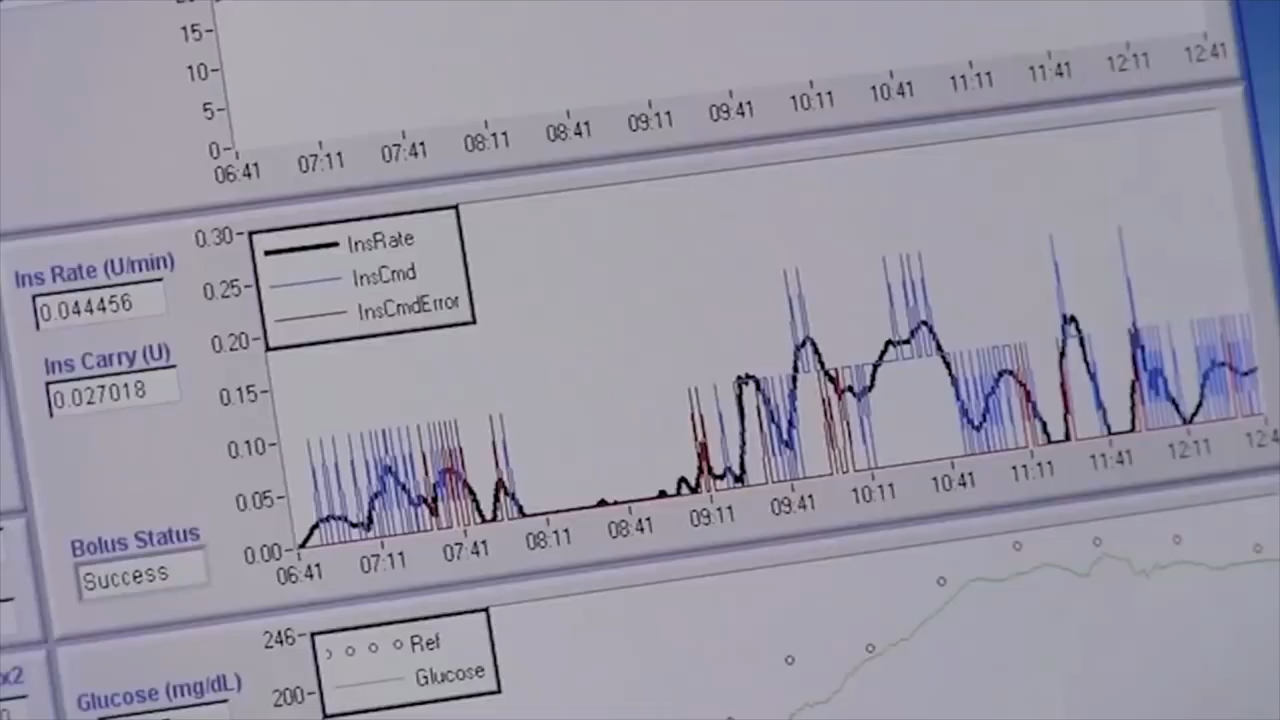 15
10
5
0
06:41 07:11 07:41 08:11 08:41 09:11 09:41 10:11 10:41 11:11 11:41 12:11 12:41
Ins Rate (U/min)
0.044456
Ins Carry (U)
0.027018
Bolus Status
Success
0.30
0.25
0.20
0.15
0.10
0.05
0.00
InsRate
InsCmd
InsCmdError
06:41 07:11 07:41 08:11 08:41 09:11 09:41 10:11 10:41 11:11 11:41 12:11
x2
Glucose (mg/dL)
246
200
Ref
Glucose